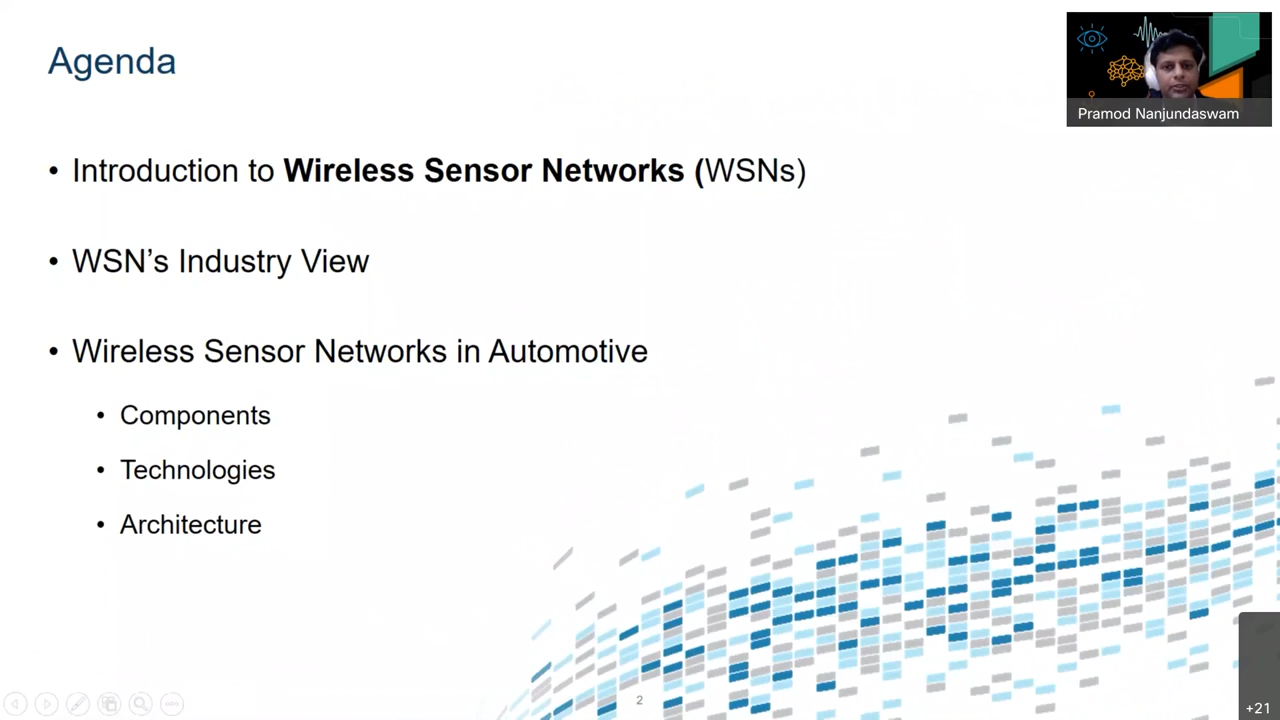 Agenda
Pramod Nanjundaswam
• Introduction to Wireless Sensor Networks (WSNs)
• WSN’s Industry View
• Wireless Sensor Networks in Automotive
• Components
• Technologies
• Architecture
2
+21